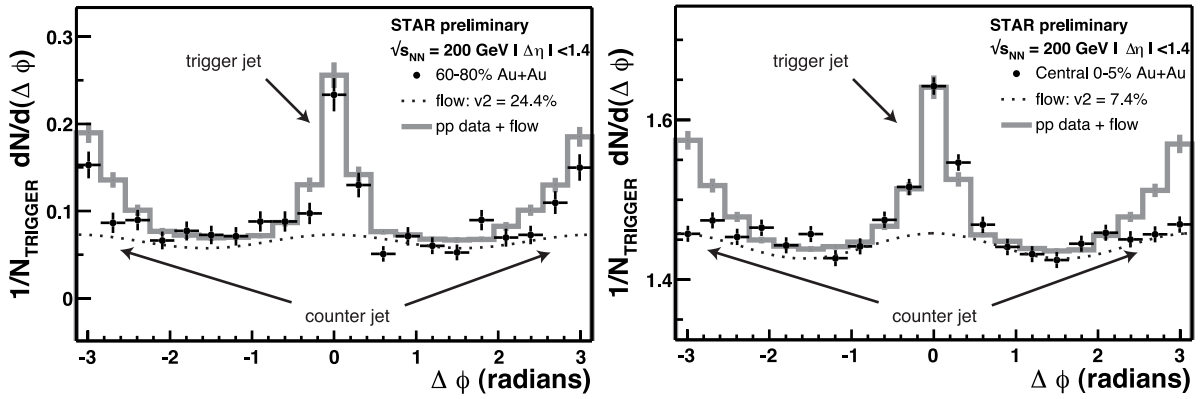 STAR preliminary
√sNN = 200 GeV I Δη I <1.4
60-80% Au+Au
flow: v2 = 24.4%
pp data + flow
trigger jet
counter jet
1/NTRIGGER dN/d(Δ ϕ)
0.3
0.2
0.1
0
-3 -2 -1 0 1 2 3
Δ ϕ (radians)
STAR preliminary
√sNN = 200 GeV I Δη I <1.4
Central 0-5% Au+Au
flow: v2 = 7.4%
pp data + flow
trigger jet
counter jet
1/NTRIGGER dN/d(Δ ϕ)
1.6
1.4
-3 -2 -1 0 1 2 3
Δ ϕ (radians)